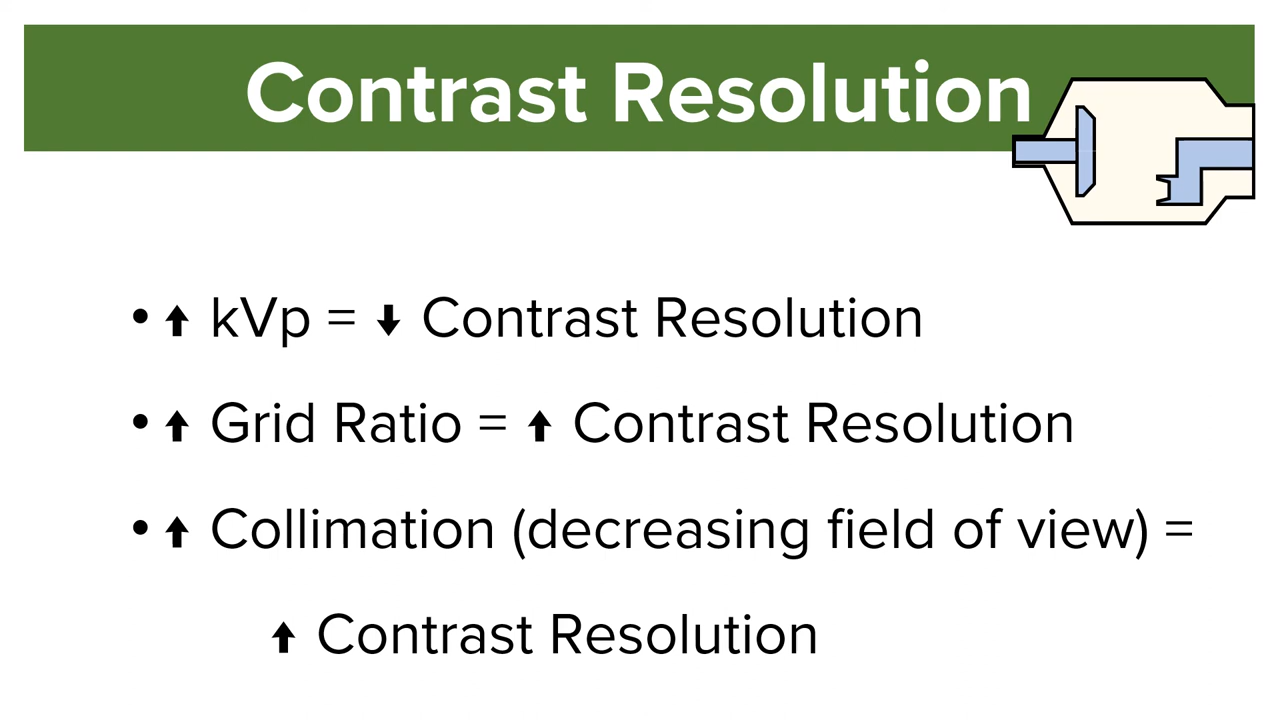 Contrast Resolution
• ⬆ kVp = ⬇ Contrast Resolution
• ⬆ Grid Ratio = ⬆ Contrast Resolution
• ⬆ Collimation (decreasing field of view) =
⬆ Contrast Resolution